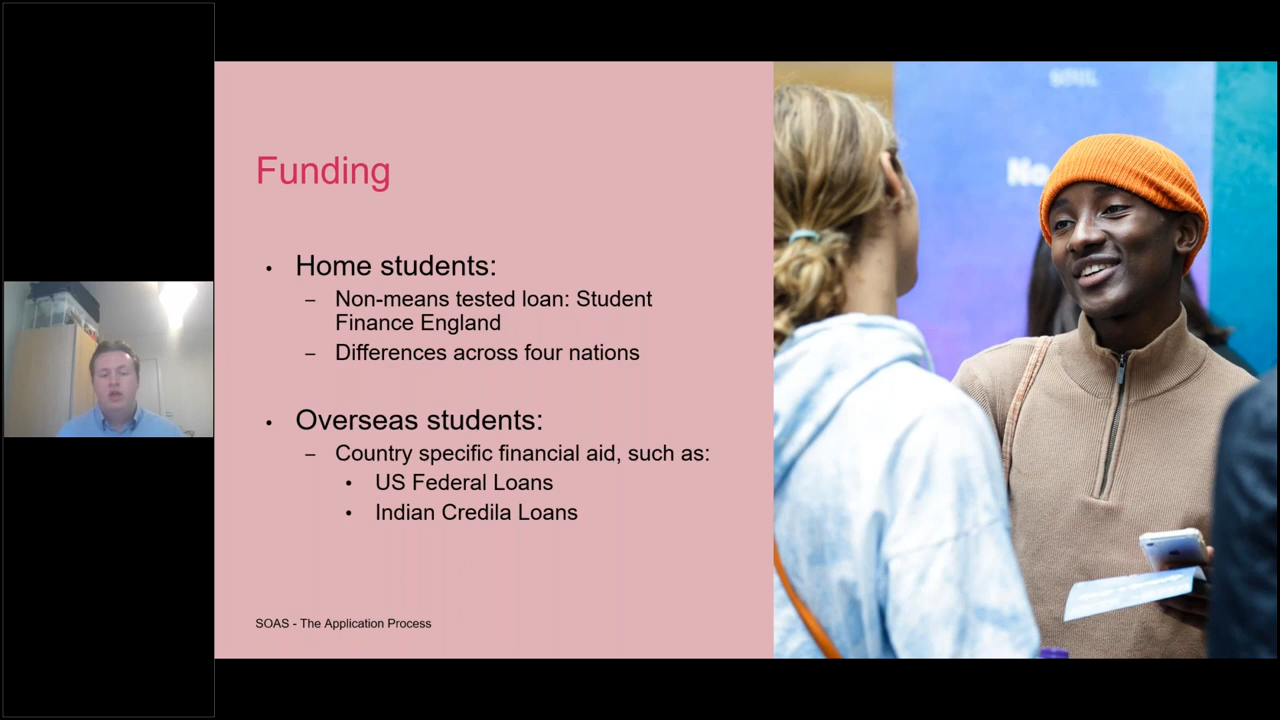 Funding
• Home students:
– Non-means tested loan: Student
Finance England
– Differences across four nations
• Overseas students:
– Country specific financial aid, such as:
• US Federal Loans
• Indian Credila Loans
SOAS - The Application Process
No